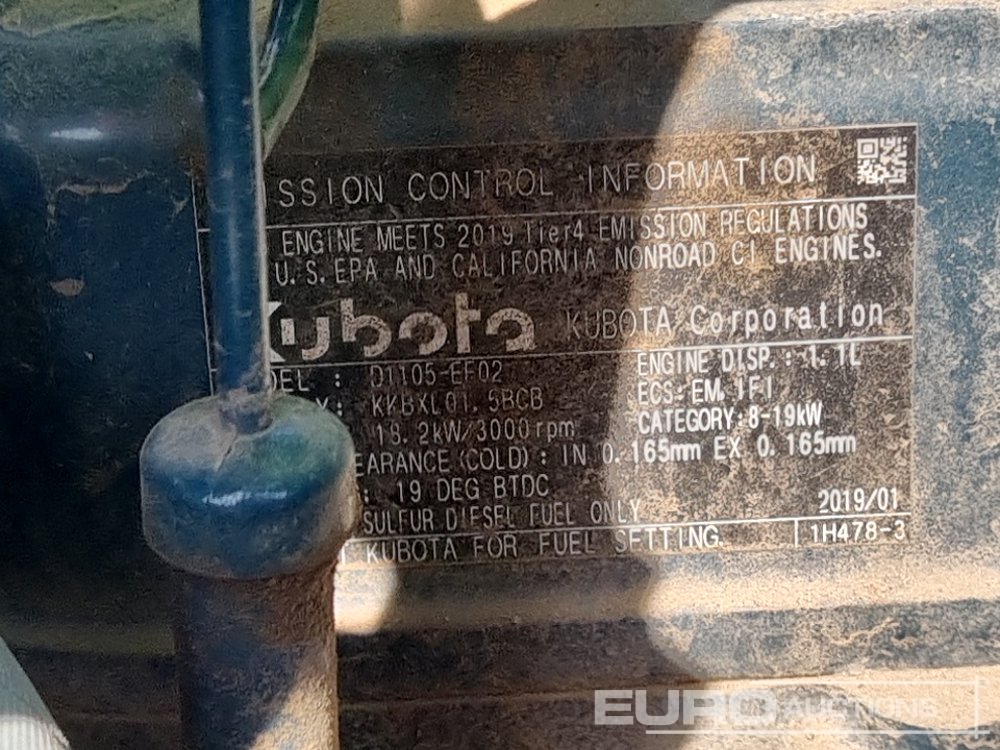 SSION CONTROL INFORMATION
ENGINE MEETS 2019 Tier4 EMISSION REGULATIONS
U.S. EPA AND CALIFORNIA NONROAD CI ENGINES.
Kubota KUBOTA Corporation
DEL : D1105-EF02 ENGINE DISP.: 1.1L
Y: KKBXL01.5BCB ECS: EM, IFI
18.2kW/3000rpm CATEGORY: 8-19kW
EARANCE (COLD) : IN 0.165mm EX 0.165mm
: 19 DEG BTDC
SULFUR DIESEL FUEL ONLY 2019/01
T KUBOTA FOR FUEL SETTING. 1H478-3
EURO AUCTIONS